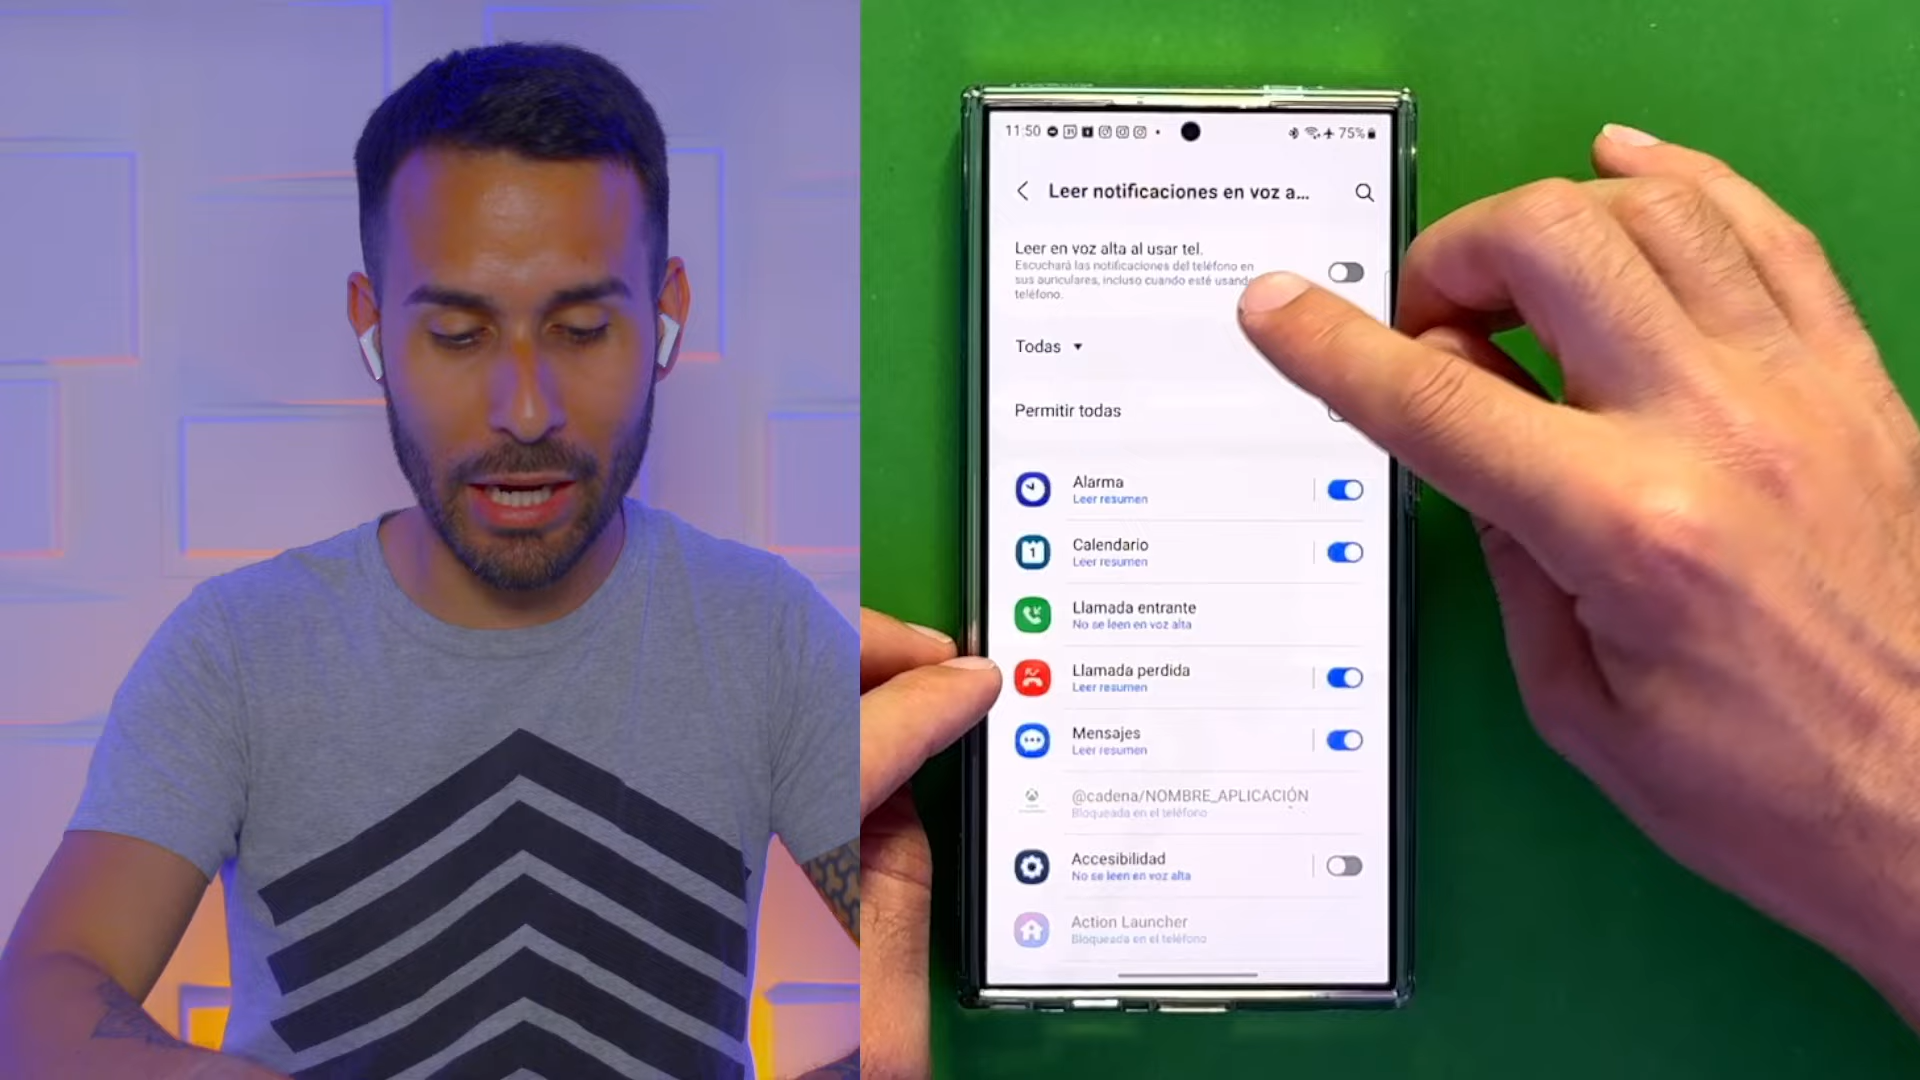 11:50
75%
Leer notificaciones en voz a...
Leer en voz alta al usar tel.
Escuchará las notificaciones del teléfono en
sus auriculares, incluso cuando esté usando
teléfono.
Todas
Permitir todas
Alarma
Leer resumen
1
Calendario
Leer resumen
Llamada entrante
No se leen en voz alta
Llamada perdida
Leer resumen
Mensajes
Leer resumen
@cadena/NOMBRE_APLICACIÓN
Bloqueada en el teléfono
Accesibilidad
No se leen en voz alta
Action Launcher
Bloqueada en el teléfono